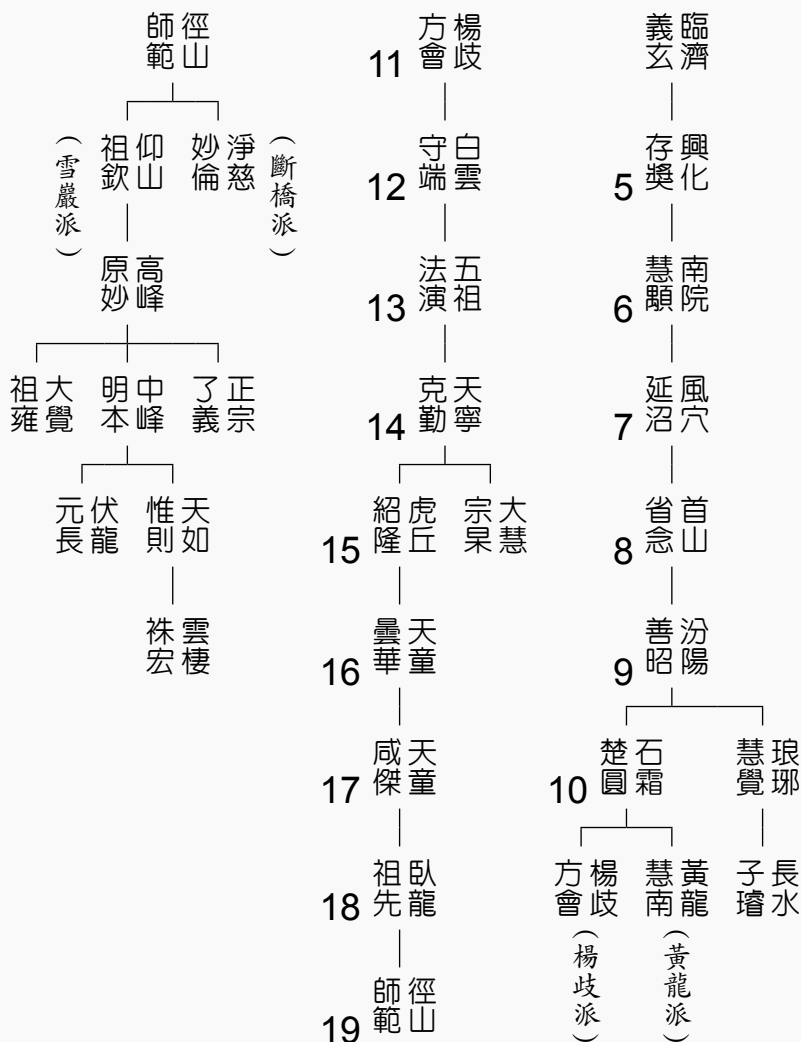 臨濟
義玄
興化
存奬
5
南院
慧顒
6
風穴
延沼
7
首山
省念
8
汾陽
善昭
9
琅琊
慧覺
石霜
楚圓
10
長水
子璿
黃龍
慧南
(黃龍派)
楊歧
方會
(楊歧派)
楊歧
方會
11
白雲
守端
12
五祖
法演
13
天寧
克勤
14
大慧
宗杲
虎丘
紹隆
15
天童
曇華
16
天童
咸傑
17
臥龍
祖先
18
徑山
師範
19
徑山
師範
(斷橋派)
淨慈
妙倫
仰山
祖欽
(雪巖派)
高峰
原妙
正宗
了義
中峰
明本
大覺
祖雍
天如
惟則
伏龍
元長
雲棲
袾宏